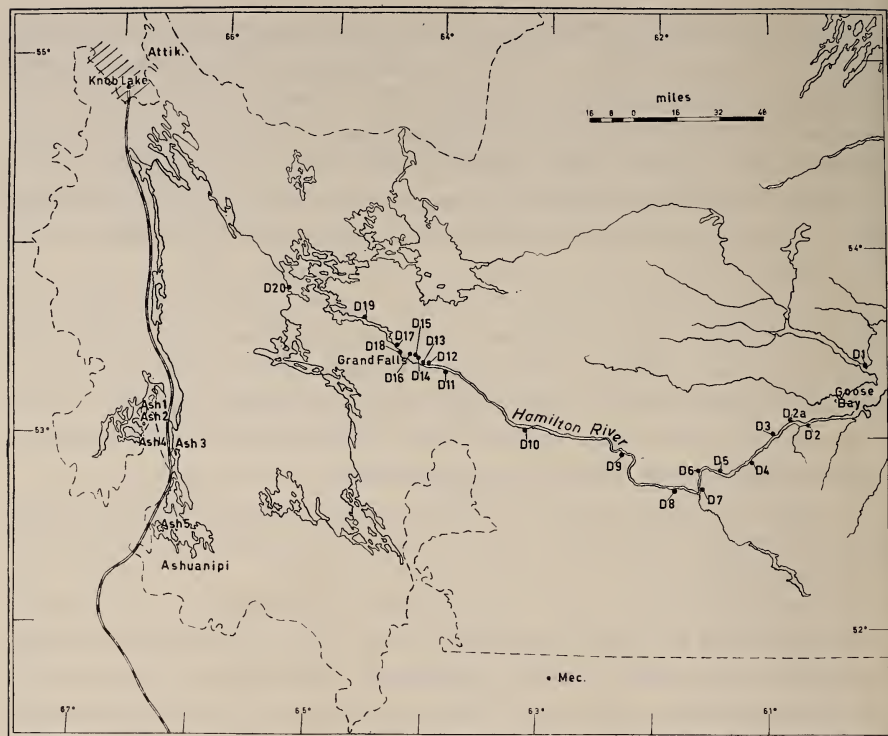 66° 64° 62°
55°
Attik.
Knob Lake
miles
16 8 0 16 32 48
54°
D20
D19
D17
D15
D18
D13
Grand Falls
D12
D16
D14
D11
D1
Goose Bay
Ash1
Ash2
53°
Ash4
Ash3
Hamilton River
D10
D2a
D3
D2
D9
D6
D5
D4
D8
D7
Ash5
Ashuanipi
52°
Mec.
67° 65° 63° 61°